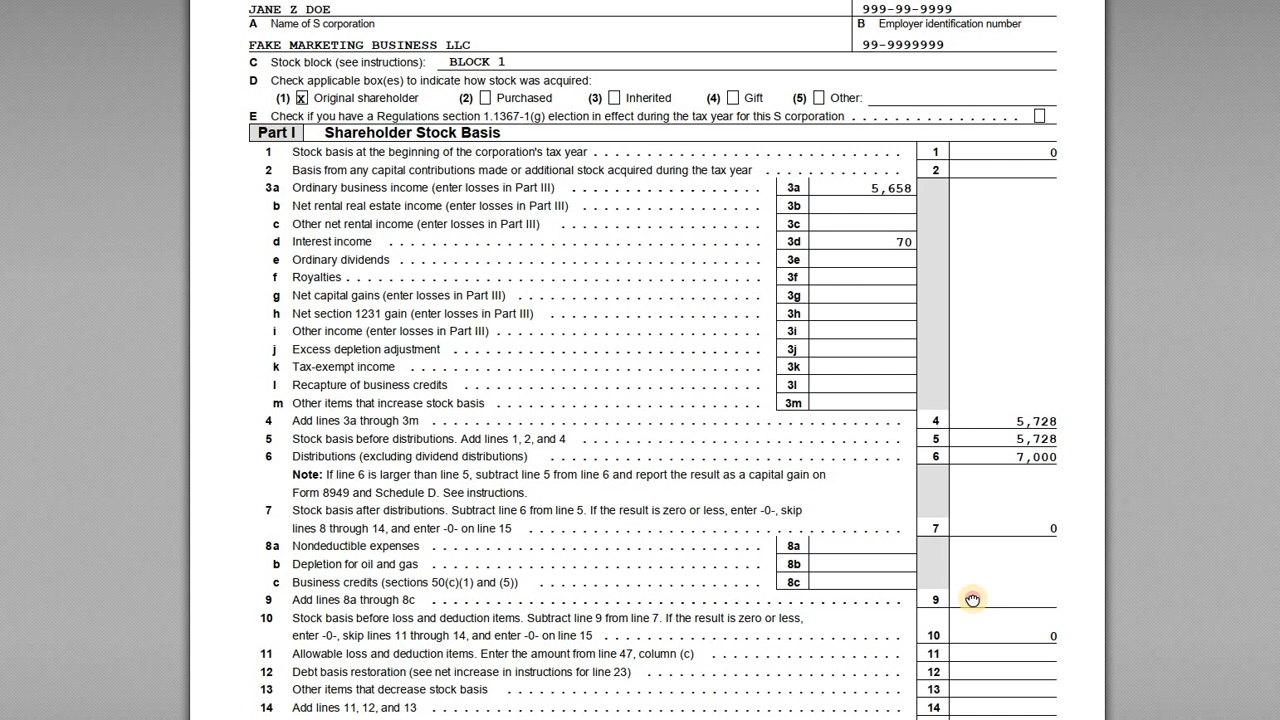 JANE Z DOE 999-99-9999
A Name of S corporation B Employer identification number
FAKE MARKETING BUSINESS LLC 99-9999999
C Stock block (see instructions): BLOCK 1
D Check applicable box(es) to indicate how stock was acquired:
(1) X Original shareholder (2) Purchased (3) Inherited (4) Gift (5) Other:
E Check if you have a Regulations section 1.1367-1(g) election in effect during the tax year for this S corporation
Part I Shareholder Stock Basis
1 Stock basis at the beginning of the corporation's tax year 1 0
2 Basis from any capital contributions made or additional stock acquired during the tax year 2
3a Ordinary business income (enter losses in Part III) 3a 5,658
b Net rental real estate income (enter losses in Part III) 3b
c Other net rental income (enter losses in Part III) 3c
d Interest income 3d 70
e Ordinary dividends 3e
f Royalties 3f
g Net capital gains (enter losses in Part III) 3g
h Net section 1231 gain (enter losses in Part III) 3h
i Other income (enter losses in Part III) 3i
j Excess depletion adjustment 3j
k Tax-exempt income 3k
l Recapture of business credits 3l
m Other items that increase stock basis 3m
4 Add lines 3a through 3m 4 5,728
5 Stock basis before distributions. Add lines 1, 2, and 4 5 5,728
6 Distributions (excluding dividend distributions) 6 7,000
Note: If line 6 is larger than line 5, subtract line 5 from line 6 and report the result as a capital gain on
Form 8949 and Schedule D. See instructions.
7 Stock basis after distributions. Subtract line 6 from line 5. If the result is zero or less, enter -0-, skip
lines 8 through 14, and enter -0- on line 15 7 0
8a Nondeductible expenses 8a
b Depletion for oil and gas 8b
c Business credits (sections 50(c)(1) and (5)) 8c
9 Add lines 8a through 8c 9
10 Stock basis before loss and deduction items. Subtract line 9 from line 7. If the result is zero or less,
enter -0-, skip lines 11 through 14, and enter -0- on line 15 10 0
11 Allowable loss and deduction items. Enter the amount from line 47, column (c) 11
12 Debt basis restoration (see net increase in instructions for line 23) 12
13 Other items that decrease stock basis 13
14 Add lines 11, 12, and 13 14